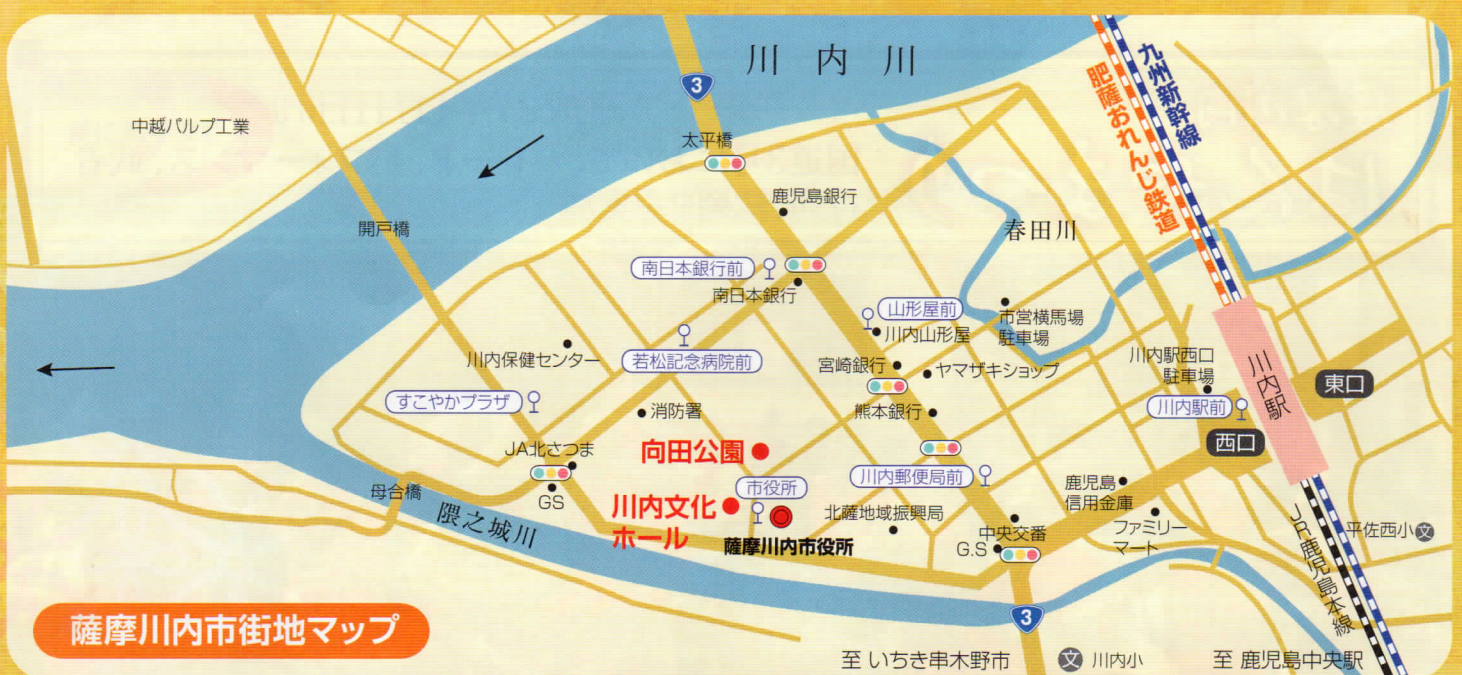 川内川
3
九州新幹線
肥薩おれんじ鉄道
中越パルプ工業
太平橋
鹿児島銀行
開戸橋
春田川
南日本銀行前
南日本銀行
山形屋前
川内山形屋
市営横馬場
駐車場
川内保健センター
若松記念病院前
宮崎銀行
ヤマザキショップ
川内駅西口
駐車場
川内駅
東口
すこやかプラザ
消防署
熊本銀行
川内駅前
西口
JA北さつま
向田公園
川内郵便局前
市役所
母合橋
GS
隈之城川
川内文化
ホール
薩摩川内市役所
北薩地域振興局
鹿児島
信用金庫
中央交番
G.S
ファミリー
マート
JR鹿児島本線
平佐西小
文
3
薩摩川内市街地マップ
至 いちき串木野市
文 川内小
至 鹿児島中央駅